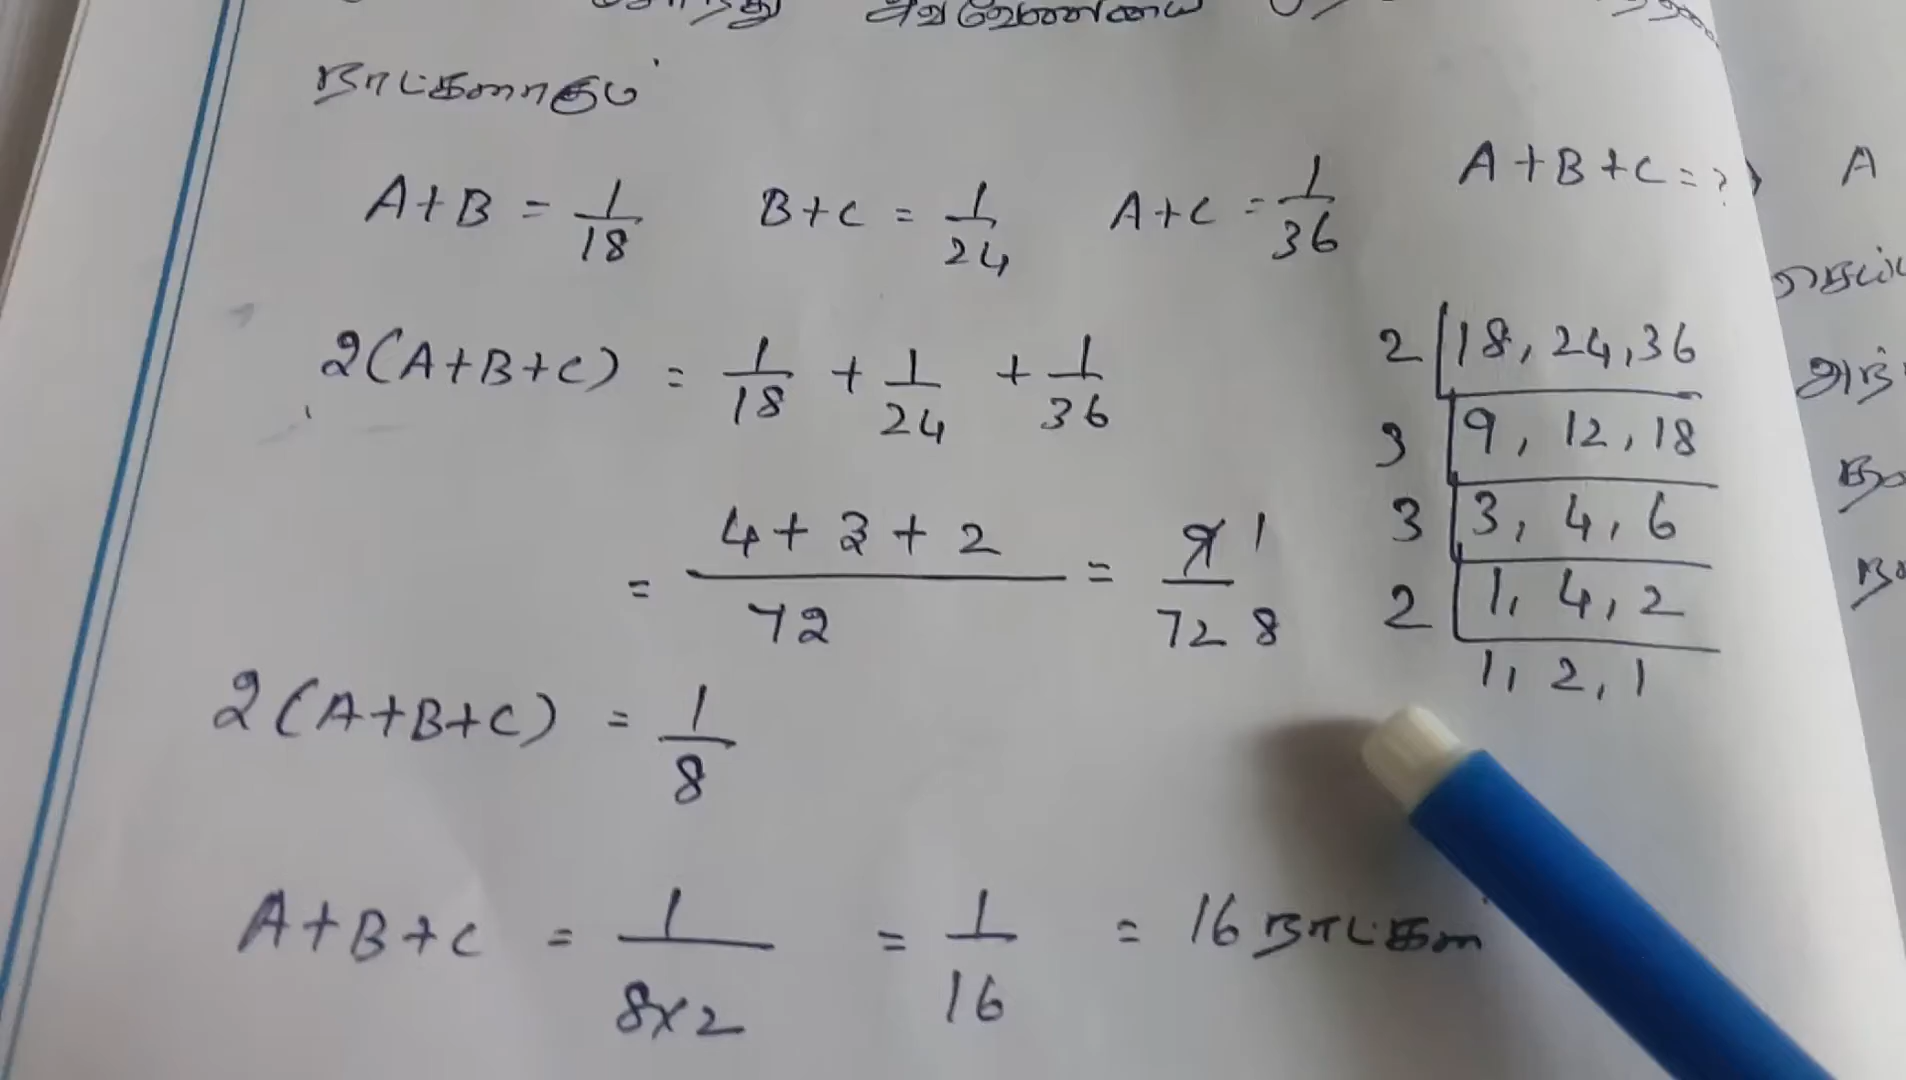 அவ்வேலையை
நாட்களாகும்
A+B = 1/18 B+C = 1/24 A+C = 1/36 A+B+C = ?
2(A+B+C) = 1/18 + 1/24 + 1/36
= 4+3+2/72 = 9/72 1/8
2(A+B+C) = 1/8
A+B+C = 1/8x2 = 1/16 = 16 நாட்கள்
2 18, 24, 36
3 9, 12, 18
3 3, 4, 6
2 1, 4, 2
1, 2, 1
A